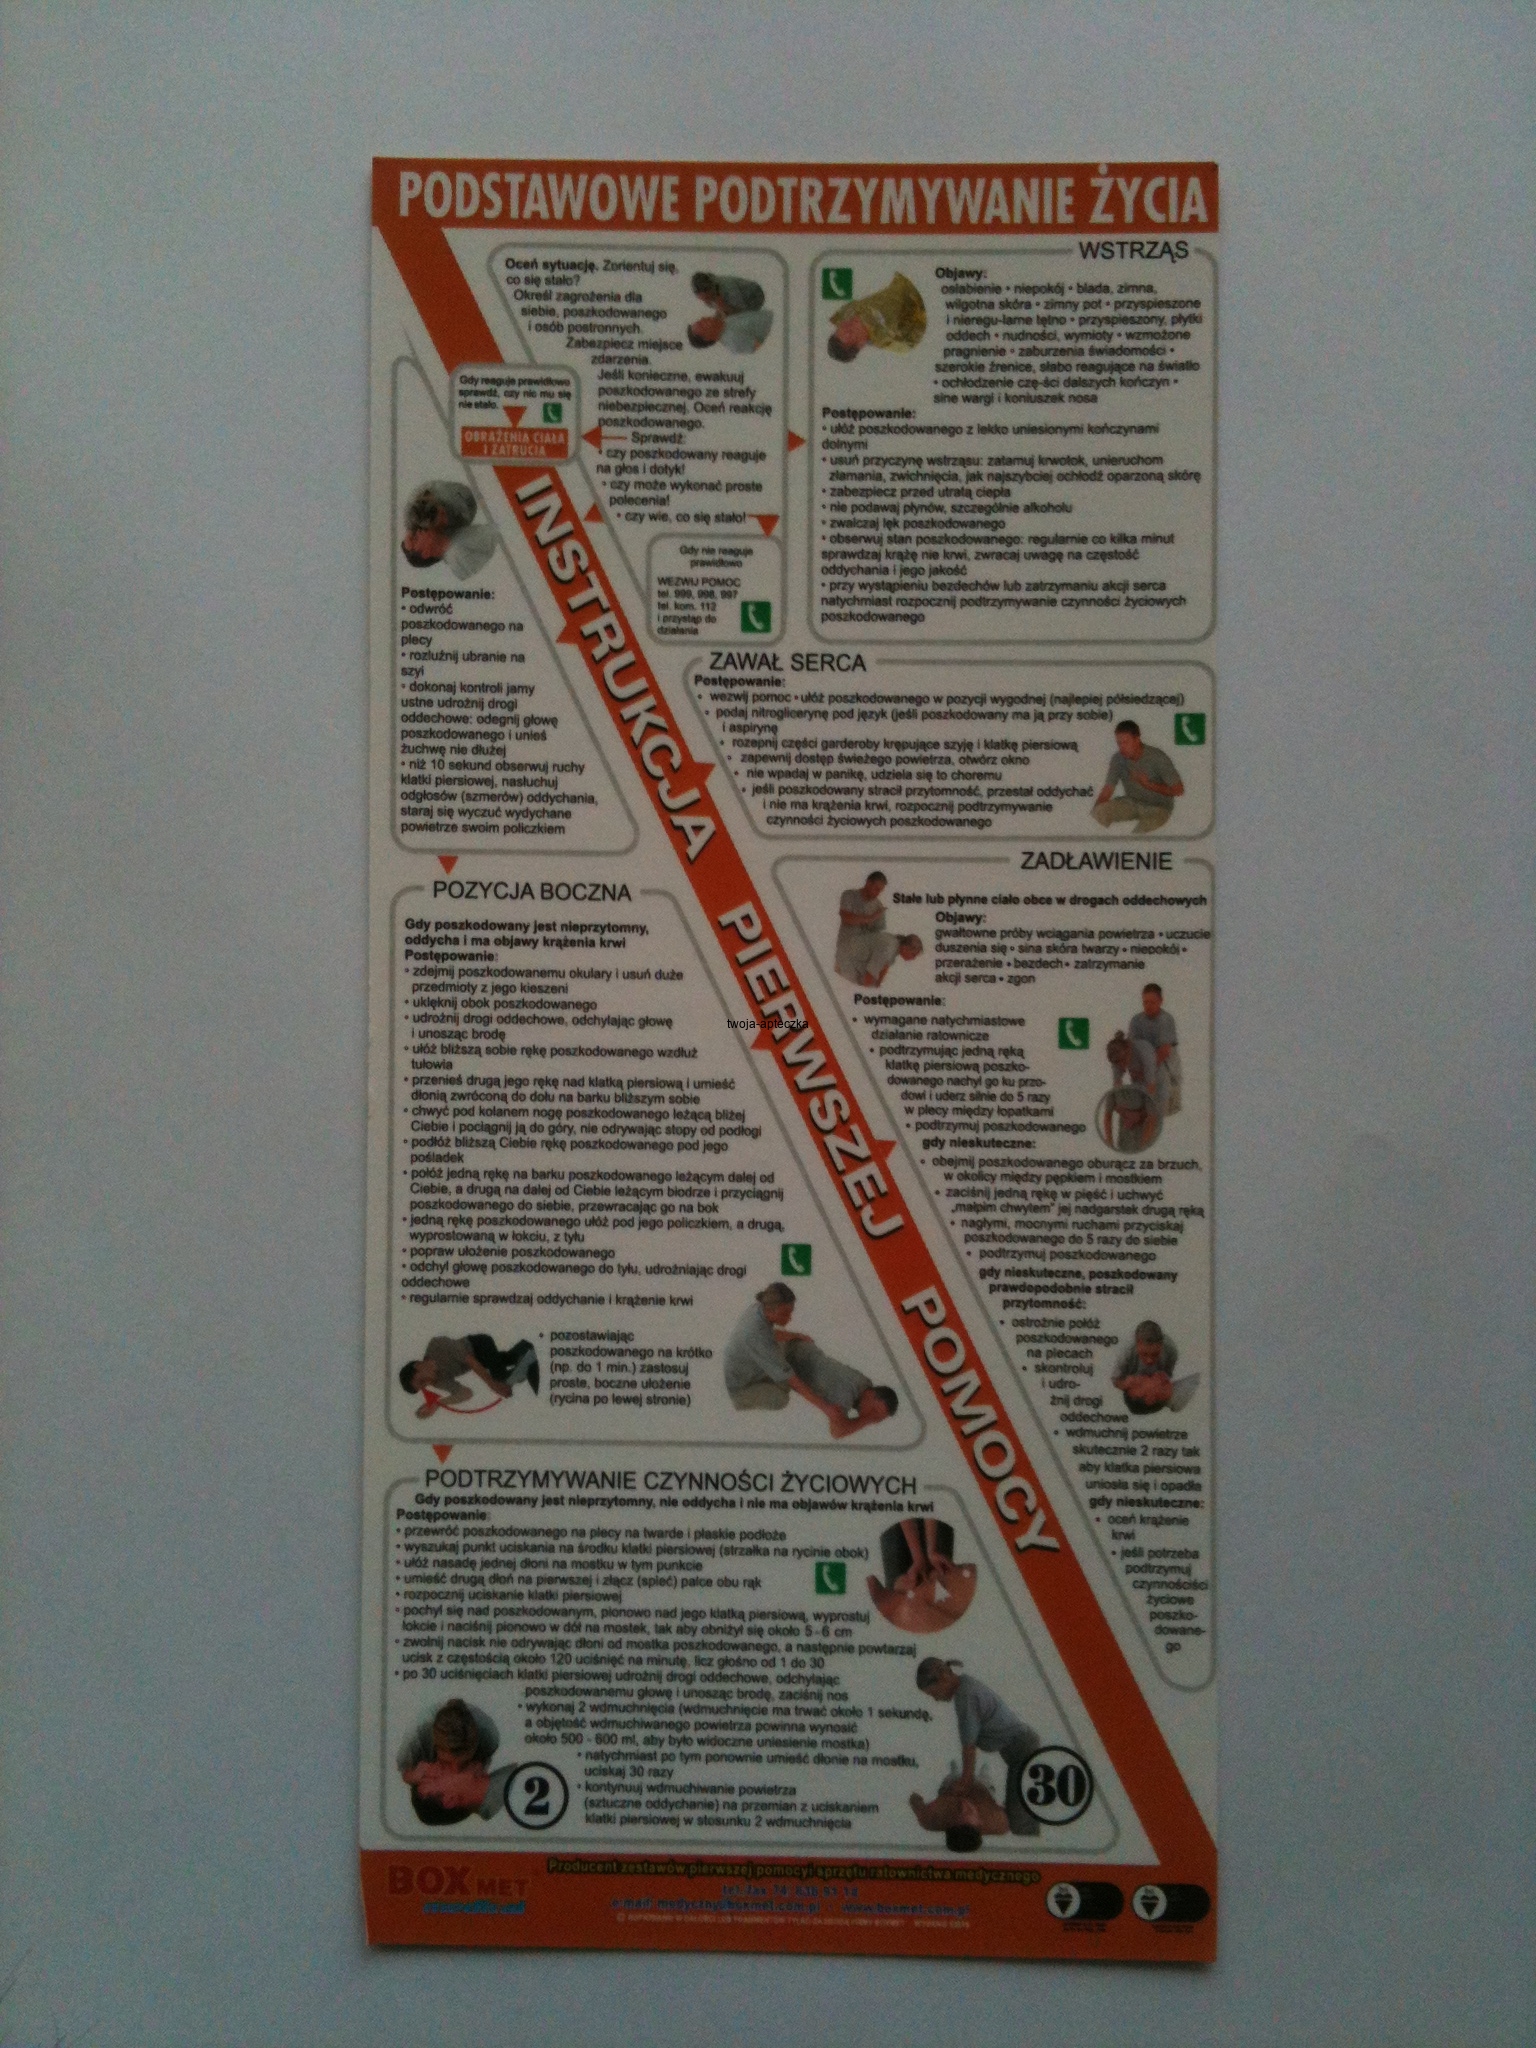 PODSTAWOWE PODTRZYMYWANIE ŻYCIA
Oceń sytuację. Zorientuj się,
co się stało?
Określ zagrożenia dla
siebie, poszkodowanego
i osób postronnych.
Zabezpiecz miejsce
zdarzenia.
Jeśli konieczne, ewakuuj
poszkodowanego ze strefy
niebezpiecznej. Oceń reakcję
poszkodowanego.
Sprawdź:
• czy poszkodowany reaguje
na głos i dotyk!
• czy może wykonać proste
polecenia!
• czy wie, co się stało!
Gdy reaguje prawidłowo
sprawdź, czy nic mu się
nie stało.
OBRAŻENIA CIAŁA
I ZATRUCIA
Gdy nie reaguje
prawidłowo
WEZWIJ POMOC
tel. 999, 998, 997
tel. kom. 112
i przystąp do
działania
INSTRUKCJA PIERWSZEJ POMOCY
Postępowanie:
• odwróć
poszkodowanego na
plecy
• rozluźnij ubranie na
szyi
• dokonaj kontroli jamy
ustne udrożnij drogi
oddechowe: odegnij głowę
poszkodowanego i unieś
żuchwę nie dłużej
• niż 10 sekund obserwuj ruchy
klatki piersiowej, nasłuchuj
odgłosów (szmerów) oddychania,
staraj się wyczuć wydychane
powietrze swoim policzkiem
POZYCJA BOCZNA
Gdy poszkodowany jest nieprzytomny,
oddycha i ma objawy krążenia krwi
Postępowanie:
• zdejmij poszkodowanemu okulary i usuń duże
przedmioty z jego kieszeni
• uklęknij obok poszkodowanego
• udrożnij drogi oddechowe, odchylając głowę
i unosząc brodę
• ułóż bliższą sobie rękę poszkodowanego wzdłuż
tułowia
• przenieś drugą jego rękę nad klatką piersiową i umieść
dłonią zwróconą do dołu na barku bliższym sobie
• chwyć pod kolanem nogę poszkodowanego leżącą bliżej
Ciebie i pociągnij ją do góry, nie odrywając stopy od podłogi
• podłóż bliższą Ciebie rękę poszkodowanego pod jego
pośladek
• połóż jedną rękę na barku poszkodowanego leżącym dalej od
Ciebie, a drugą na dalej od Ciebie leżącym biodrze i przyciągnij
poszkodowanego do siebie, przewracając go na bok
• jedną rękę poszkodowanego ułóż pod jego policzkiem, a drugą,
wyprostowaną w łokciu, z tyłu
• popraw ułożenie poszkodowanego
• odchyl głowę poszkodowanego do tyłu, udrożniając drogi
oddechowe
• regularnie sprawdzaj oddychanie i krążenie krwi
• pozostawiając
poszkodowanego na krótko
(np. do 1 min.) zastosuj
proste, boczne ułożenie
(rycina po lewej stronie)
PODTRZYMYWANIE CZYNNOŚCI ŻYCIOWYCH
Gdy poszkodowany jest nieprzytomny, nie oddycha i nie ma objawów krążenia krwi
Postępowanie:
• przewróć poszkodowanego na plecy na twarde i płaskie podłoże
• wyszukaj punkt uciskania na środku klatki piersiowej (strzałka na rycinie obok)
• ułóż nasadę jednej dłoni na mostku w tym punkcie
• umieść drugą dłoń na pierwszej i złącz (spleć) palce obu rąk
• rozpocznij uciskanie klatki piersiowej
• pochyl się nad poszkodowanym, pionowo nad jego klatką piersiową, wyprostuj
łokcie i naciśnij pionowo w dół na mostek, tak aby obniżył się około 5-6 cm
• zwolnij nacisk nie odrywając dłoni od mostka poszkodowanego, a następnie powtarzaj
ucisk z częstością około 120 uciśnięć na minutę, licz głośno od 1 do 30
• po 30 uciśnięciach klatki piersiowej udrożnij drogi oddechowe, odchylając
poszkodowanemu głowę i unosząc brodę, zaciśnij nos
• wykonaj 2 wdmuchnięcia (wdmuchnięcie ma trwać około 1 sekundę,
a objętość wdmuchiwanego powietrza powinna wynosić
około 500 - 600 ml, aby było widoczne uniesienie mostka)
• natychmiast po tym ponownie umieść dłonie na mostku,
uciskaj 30 razy
• kontynuuj wdmuchiwanie powietrza
(sztuczne oddychanie) na przemian z uciskaniem
klatki piersiowej w stosunku 2 wdmuchnięcia
2
30
WSTRZĄS
Objawy:
osłabienie • niepokój • blada, zimna,
wilgotna skóra • zimny pot • przyspieszone
i nieregu-larne tętno • przyspieszony, płytki
oddech • nudności, wymioty • wzmożone
pragnienie • zaburzenia świadomości •
szerokie źrenice, słabo reagujące na światło
• ochłodzenie czę-ści dalszych kończyn •
sine wargi i koniuszek nosa
Postępowanie:
• ułóż poszkodowanego z lekko uniesionymi kończynami
dolnymi
• usuń przyczynę wstrząsu: zatamuj krwotok, unieruchom
złamania, zwichnięcia, jak najszybciej ochłodź oparzoną skórę
• zabezpiecz przed utratą ciepła
• nie podawaj płynów, szczególnie alkoholu
• zwalczaj lęk poszkodowanego
• obserwuj stan poszkodowanego: regularnie co kilka minut
sprawdzaj krążę nie krwi, zwracaj uwagę na częstość
oddychania i jego jakość
• przy wystąpieniu bezdechów lub zatrzymaniu akcji serca
natychmiast rozpocznij podtrzymywanie czynności życiowych
poszkodowanego
ZAWAŁ SERCA
Postępowanie:
• wezwij pomoc • ułóż poszkodowanego w pozycji wygodnej (najlepiej półsiedzącej)
• podaj nitroglicerynę pod język (jeśli poszkodowany ma ją przy sobie)
i aspirynę
• rozepnij części garderoby krępujące szyję i klatkę piersiową
• zapewnij dostęp świeżego powietrza, otwórz okno
• nie wpadaj w panikę, udziela się to choremu
• jeśli poszkodowany stracił przytomność, przestał oddychać
i nie ma krążenia krwi, rozpocznij podtrzymywanie
czynności życiowych poszkodowanego
ZADŁAWIENIE
Stałe lub płynne ciało obce w drogach oddechowych
Objawy:
gwałtowne próby wciągania powietrza • uczucie
duszenia się • sina skóra twarzy • niepokój •
przerażenie • bezdech • zatrzymanie
akcji serca • zgon
Postępowanie:
• wymagane natychmiastowe
działanie ratownicze
• podtrzymując jedną ręką
klatkę piersiową poszko-
dowanego nachyl go ku przo-
dowi i uderz silnie do 5 razy
w plecy między łopatkami
• podtrzymuj poszkodowanego
gdy nieskuteczne:
• obejmij poszkodowanego oburącz za brzuch,
w okolicy między pępkiem i mostkiem
• zaciśnij jedną rękę w pięść i uchwyć
„małpim chwytem" jej nadgarstek drugą ręką
• nagłymi, mocnymi ruchami przyciskaj
poszkodowanego do 5 razy do siebie
• podtrzymuj poszkodowanego
gdy nieskuteczne, poszkodowany
prawdopodobnie stracił
przytomność:
• ostrożnie połóż
poszkodowanego
na plecach
• skontroluj
i udro-
żnij drogi
oddechowe
• wdmuchnij powietrze
skutecznie 2 razy tak
aby klatka piersiowa
uniosła się i opadła
gdy nieskuteczne:
• oceń krążenie
krwi
• jeśli potrzeba
podtrzymuj
czynnościści
życiowe
poszko-
dowane-
go
twoja-apteczka
BOXMET
Producent zestawów pierwszej pomocy i sprzętu ratownictwa medycznego
e-mail: medyczny@boxmet.com.pl www.boxmet.com.pl